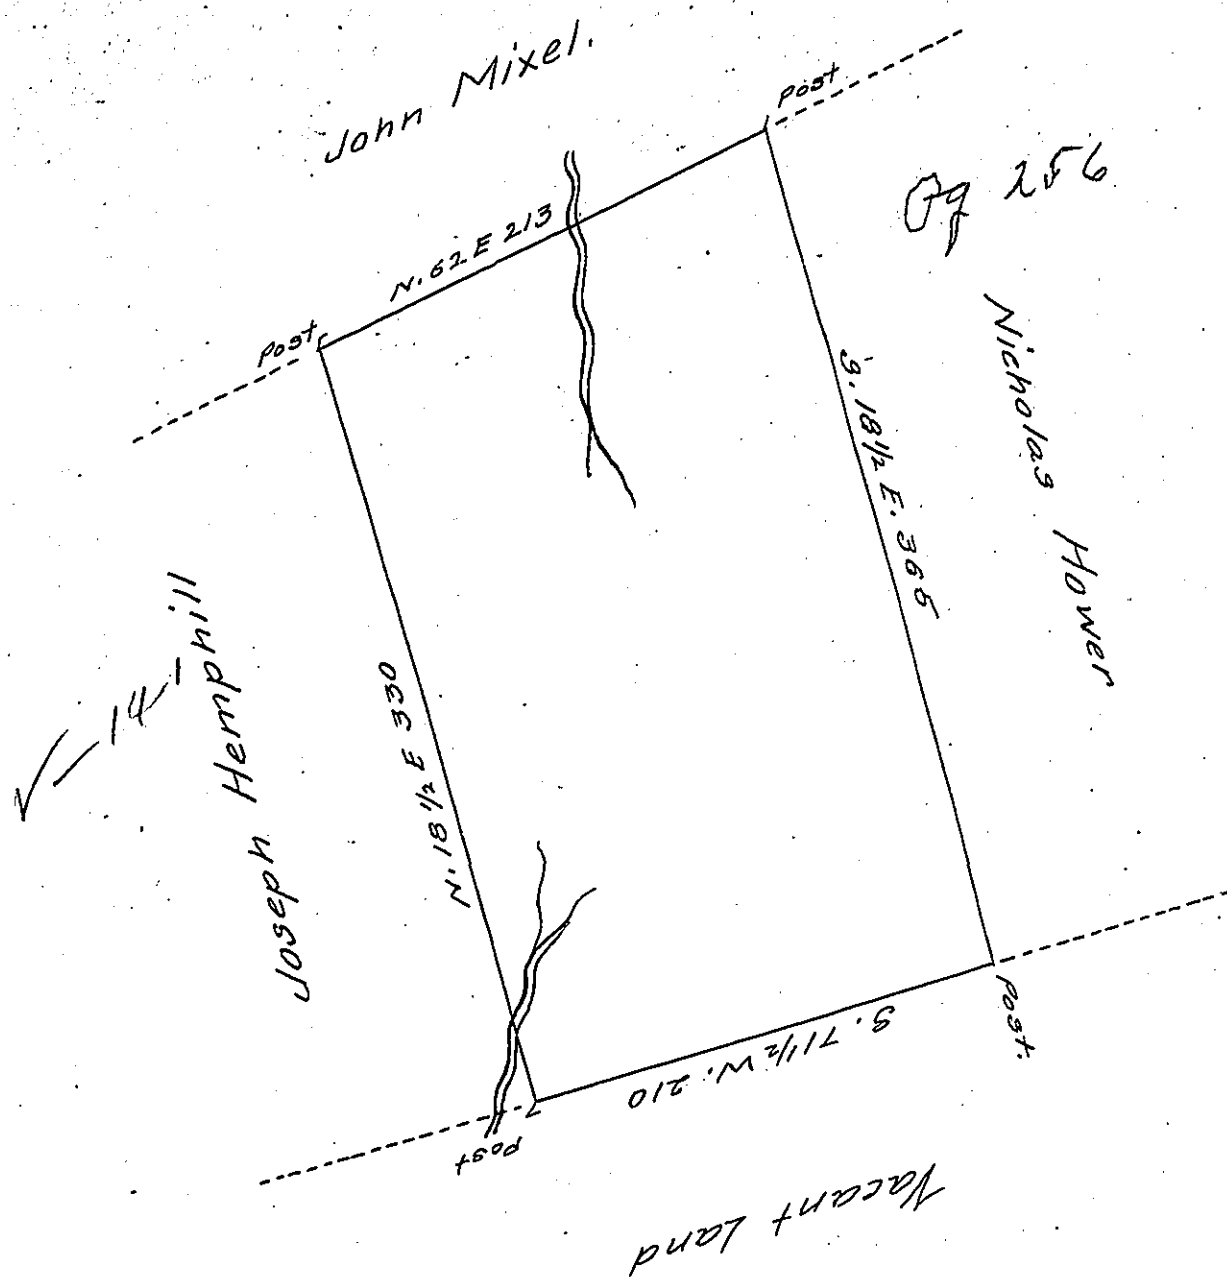 John Mixel.
Post
256
N. 62 E 213
Post
Nicholas Hower
S. 18 1/2 E. 365
Joseph Hemphill
14
N. 18 1/2 E 330
Post.
S. 71 1/2 W. 210
Post
Vacant Land